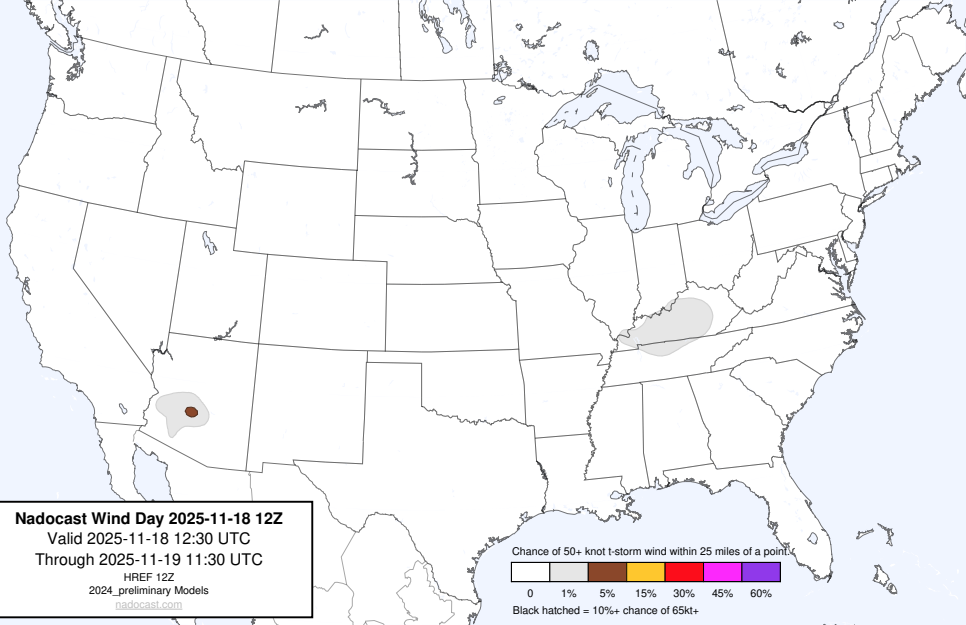 Nadocast Wind Day 2025-11-18 12Z
Valid 2025-11-18 12:30 UTC
Through 2025-11-19 11:30 UTC
HREF 12Z
2024_preliminary Models
nadocast.com
Chance of 50+ knot t-storm wind within 25 miles of a point.
0 1% 5% 15% 30% 45% 60%
Black hatched = 10%+ chance of 65kt+